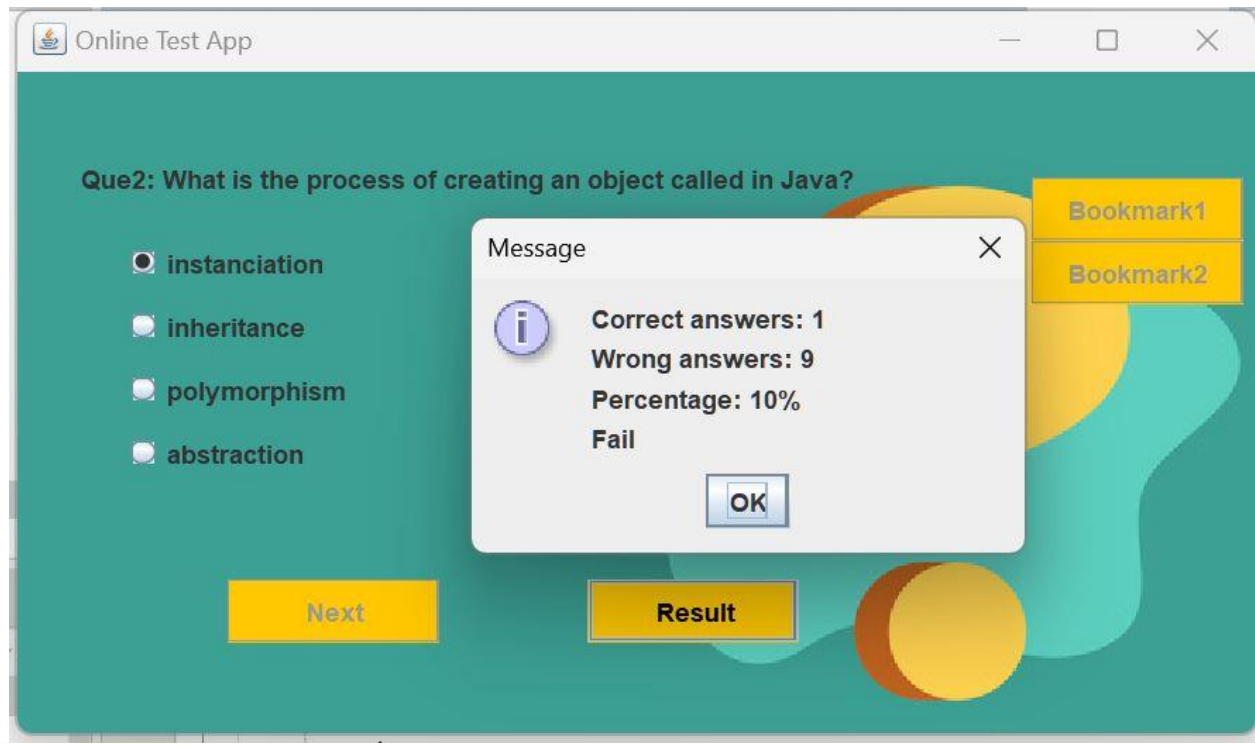 Online Test App
Que2: What is the process of creating an object called in Java?
Bookmark1
Bookmark2
instanciation
inheritance
polymorphism
abstraction
Message
Correct answers: 1
Wrong answers: 9
Percentage: 10%
Fail
OK
Next
Result